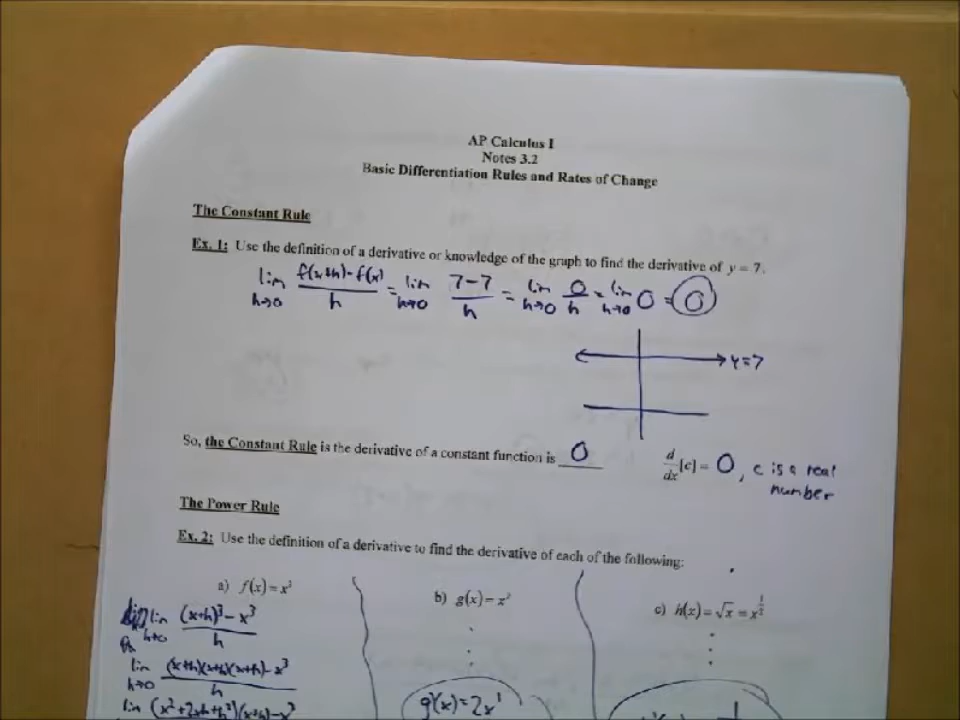 AP Calculus I
Notes 3.2
Basic Differentiation Rules and Rates of Change
The Constant Rule
Ex. 1: Use the definition of a derivative or knowledge of the graph to find the derivative of y = 7.
lim h→0 (f(x+h)-f(x))/h = lim h→0 (7-7)/h = lim h→0 0/h = lim h→0 0 = 0
y=7
So, the Constant Rule is the derivative of a constant function is 0
d/dx [c] = 0, c is a real number
The Power Rule
Ex. 2: Use the definition of a derivative to find the derivative of each of the following:
a) f(x) = x³
b) g(x) = x²
c) h(x) = √x = x^(1/2)
lim h→0 ((x+h)³ - x³)/h
lim h→0 ((x+h)(x+h)(x+h) - x³)/h
lim (x²+2xh+h²)(x+h)-x³
g'(x) = 2x¹